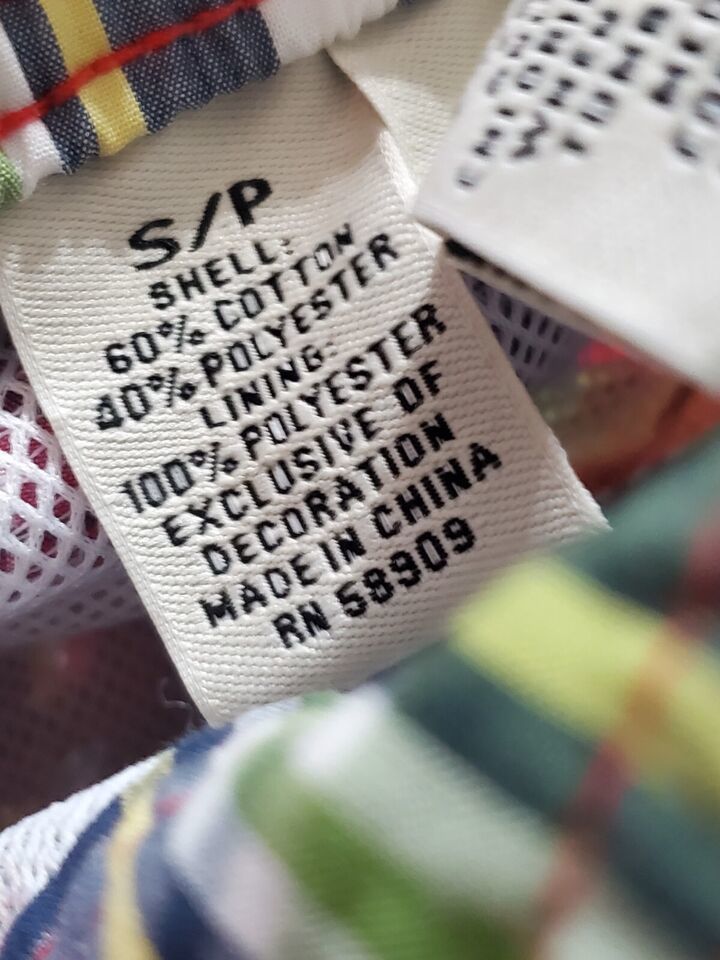 S/P
SHELL:
60% COTTON
40% POLYESTER
LINING:
100% POLYESTER
EXCLUSIVE OF
DECORATION
MADE IN CHINA
RN 58909